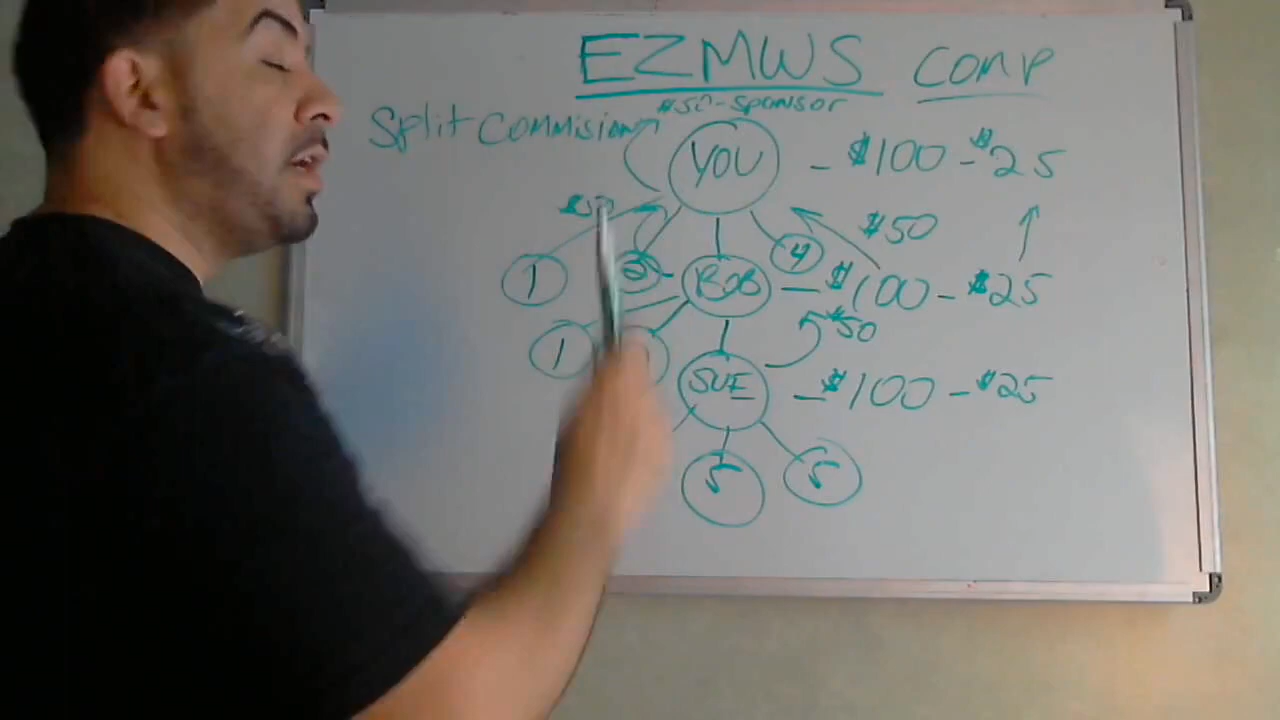 EZMWS COMP
$50-SPONSOR
Split Commision
YOU - $100 - $25
$50
1 2 BOB 4 - $100 - $25
$50
1 SUE - $100 - $25
5 5